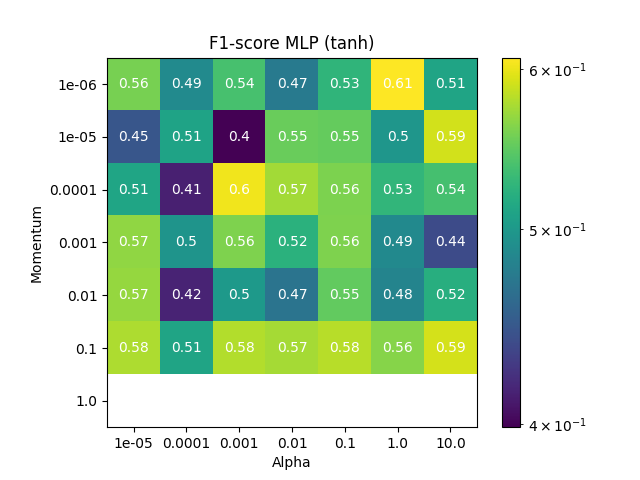 F1-score MLP (tanh)
1e-06 0.56 0.49 0.54 0.47 0.53 0.61 0.51
1e-05 0.45 0.51 0.4 0.55 0.55 0.5 0.59
0.0001 0.51 0.41 0.6 0.57 0.56 0.53 0.54
0.001 0.57 0.5 0.56 0.52 0.56 0.49 0.44
0.01 0.57 0.42 0.5 0.47 0.55 0.48 0.52
0.1 0.58 0.51 0.58 0.57 0.58 0.56 0.59
1.0
1e-05 0.0001 0.001 0.01 0.1 1.0 10.0
Alpha
Momentum
6 × 10⁻¹
5 × 10⁻¹
4 × 10⁻¹